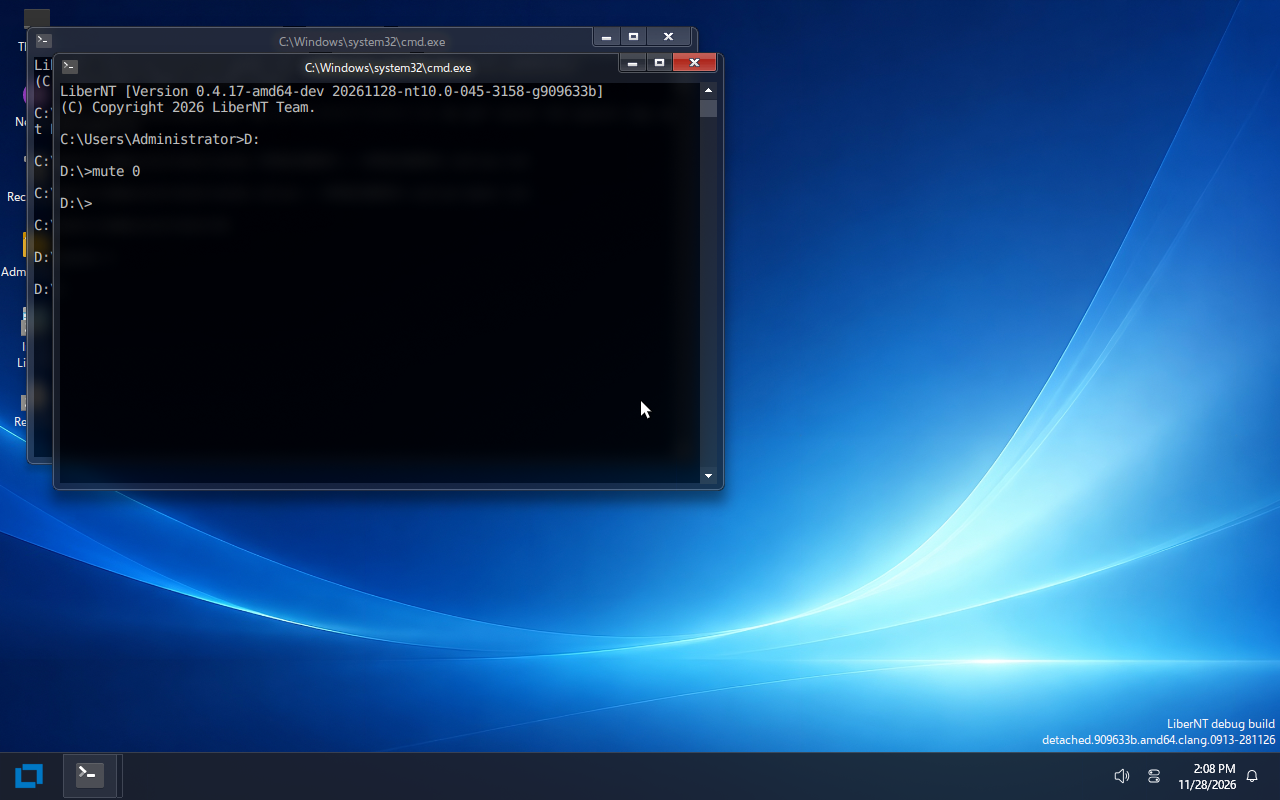 C:\Windows\system32\cmd.exe
C:\Windows\system32\cmd.exe
LiberNT [Version 0.4.17-amd64-dev 20261128-nt10.0-045-3158-g909633b]
(C) Copyright 2026 LiberNT Team.
C:\Users\Administrator>D:
D:\>mute 0
D:\>
LiberNT debug build
detached.909633b.amd64.clang.0913-281126
2:08 PM
11/28/2026